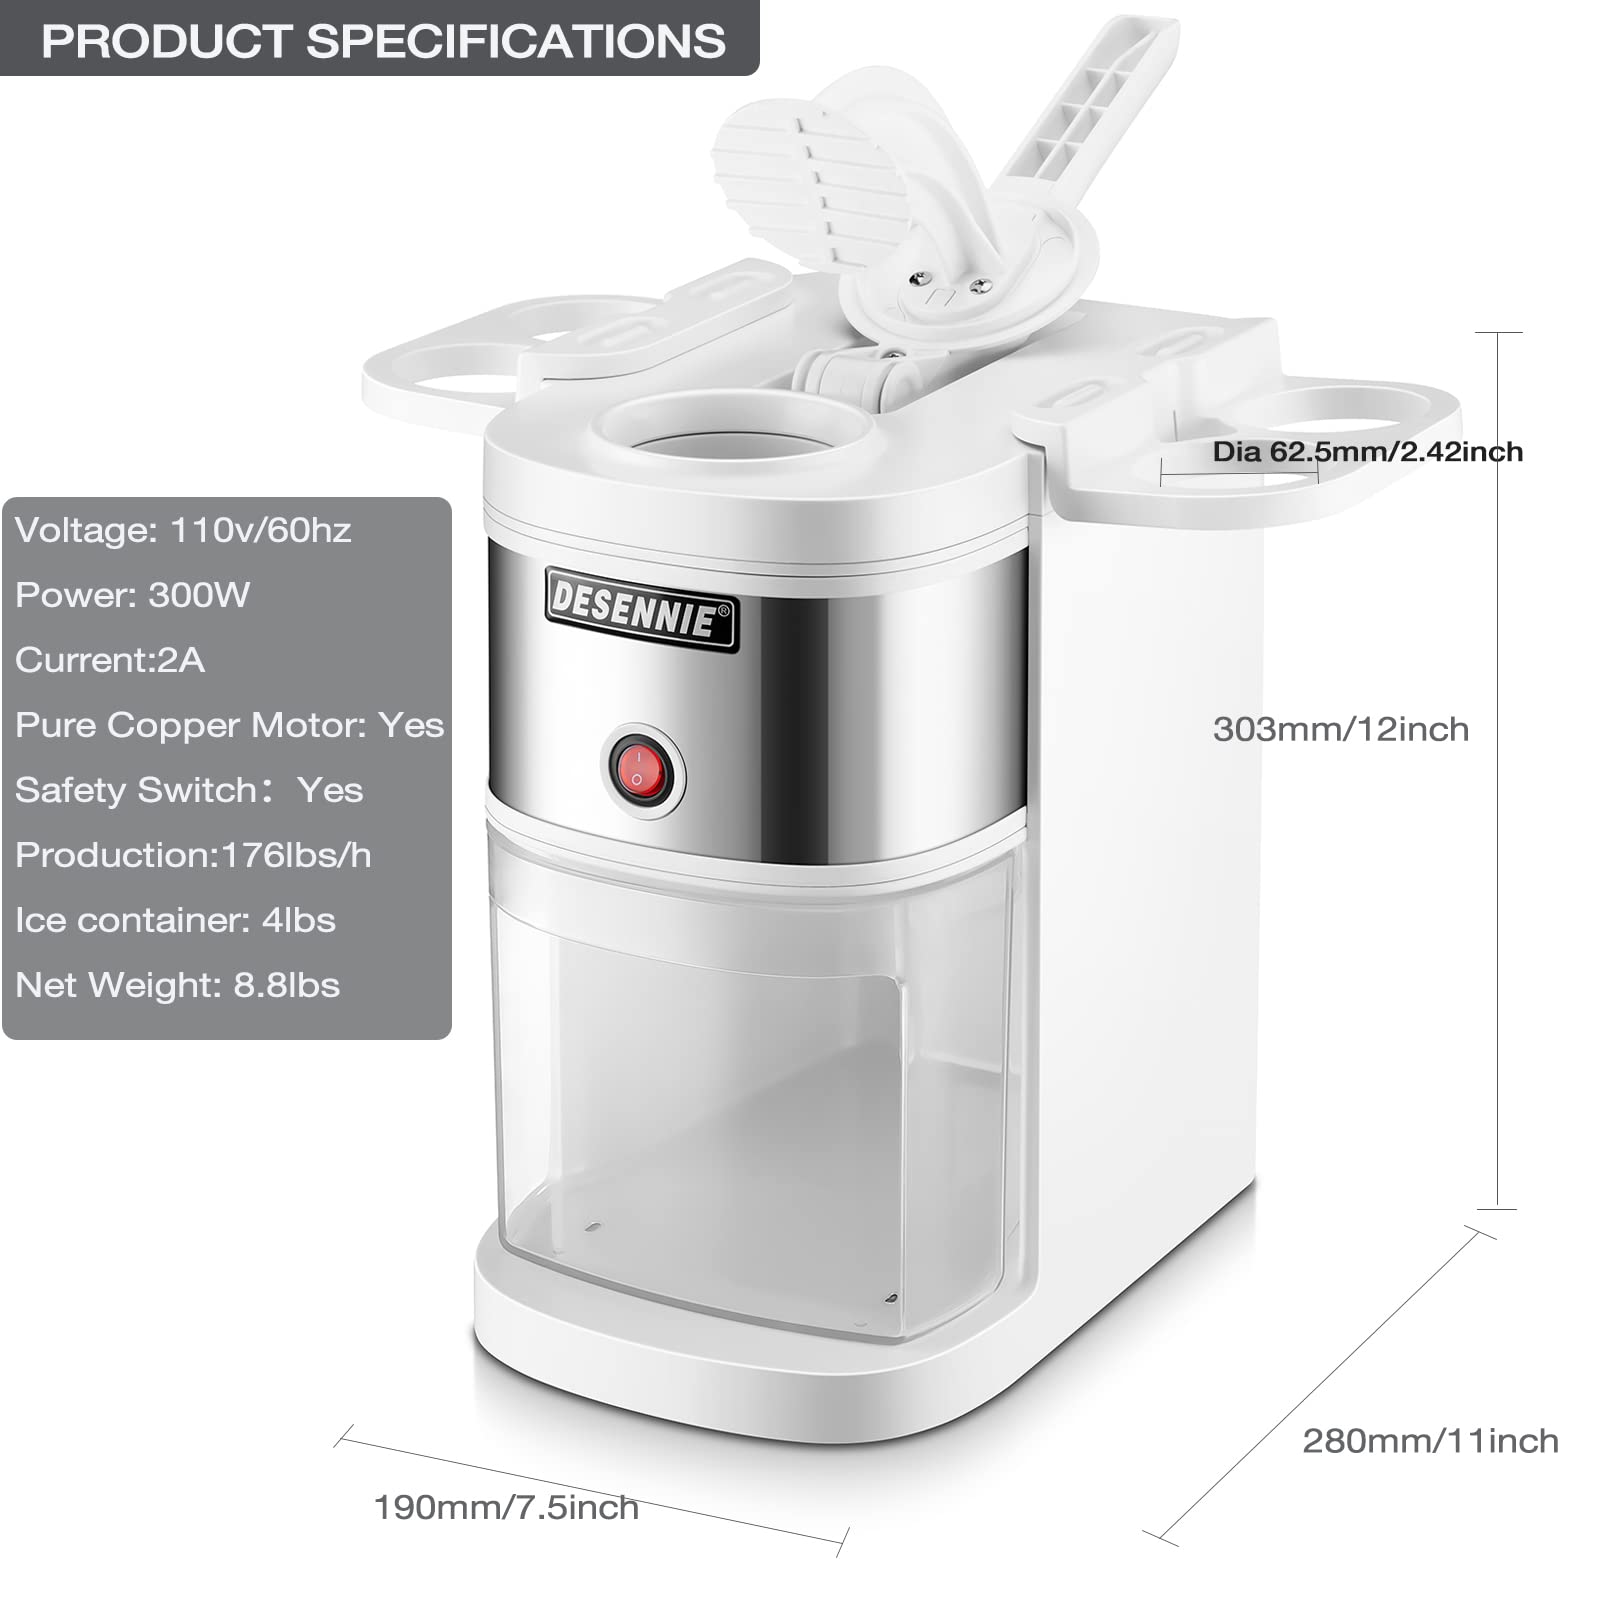 PRODUCT SPECIFICATIONS
Dia 62.5mm/2.42inch
Voltage: 110v/60hz
Power: 300W
Current:2A
Pure Copper Motor: Yes
Safety Switch： Yes
Production:176lbs/h
Ice container: 4lbs
Net Weight: 8.8lbs
DESENNIE®
303mm/12inch
280mm/11inch
190mm/7.5inch